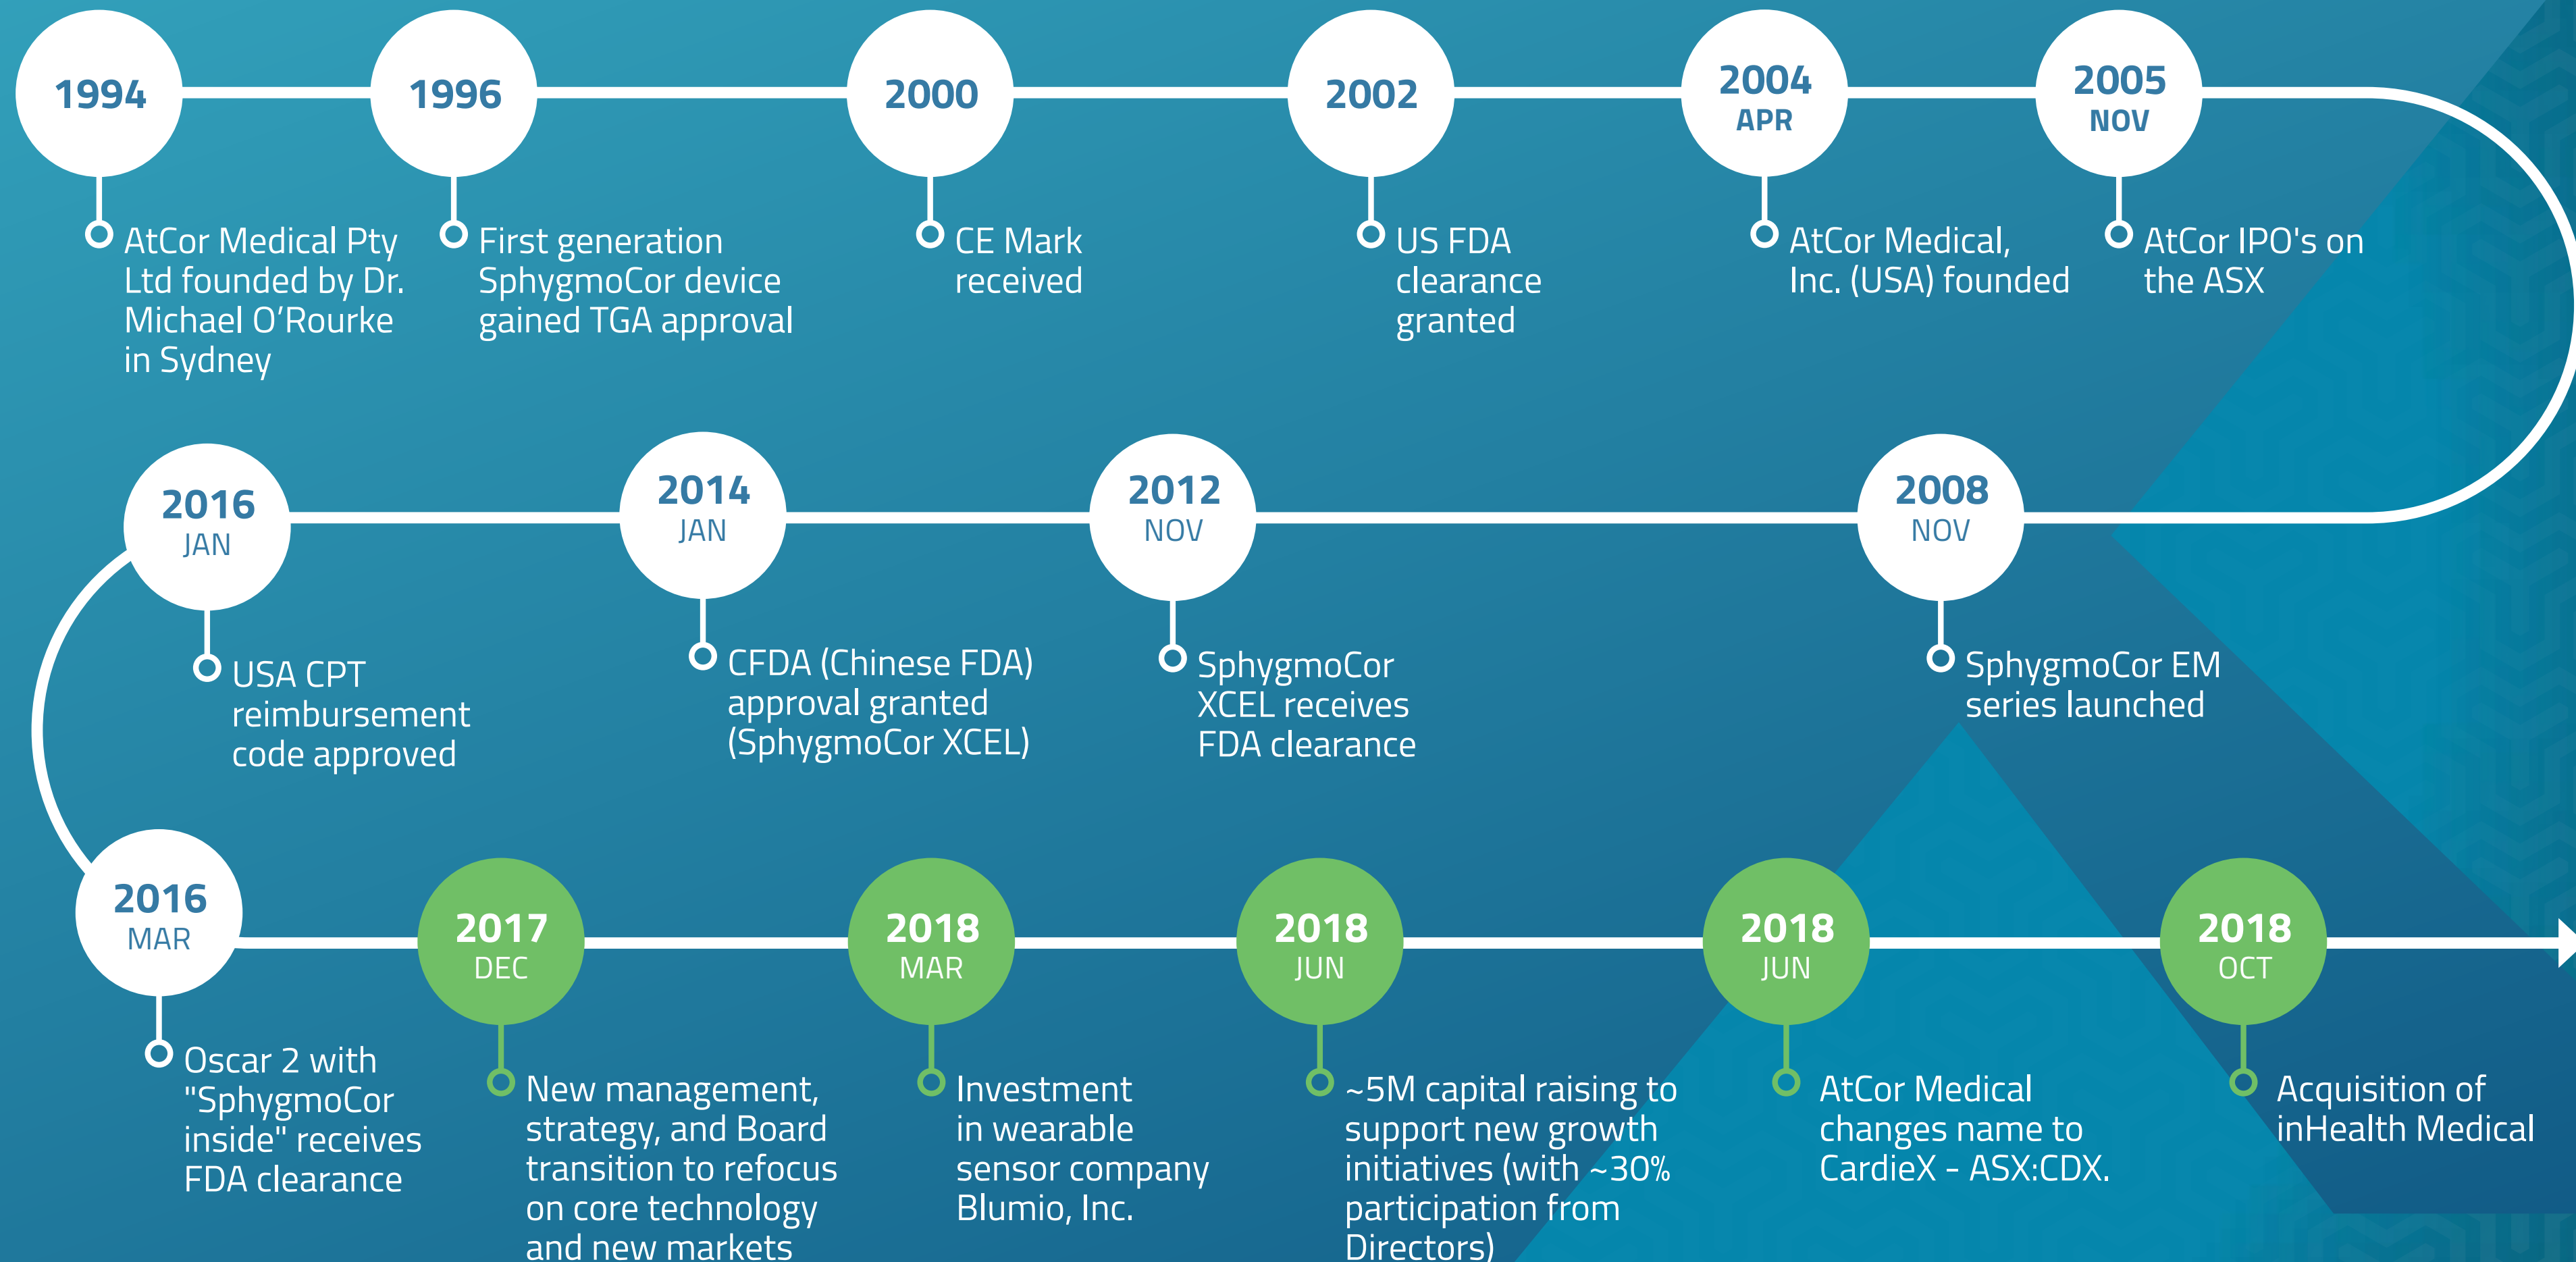 1994
AtCor Medical Pty
Ltd founded by Dr.
Michael O’Rourke
in Sydney
1996
First generation
SphygmoCor device
gained TGA approval
2000
CE Mark
received
2002
US FDA
clearance
granted
2004
APR
AtCor Medical,
Inc. (USA) founded
2005
NOV
AtCor IPO's on
the ASX
2008
NOV
SphygmoCor EM
series launched
2012
NOV
SphygmoCor
XCEL receives
FDA clearance
2014
JAN
CFDA (Chinese FDA)
approval granted
(SphygmoCor XCEL)
2016
JAN
USA CPT
reimbursement
code approved
2016
MAR
Oscar 2 with
"SphygmoCor
inside" receives
FDA clearance
2017
DEC
New management,
strategy, and Board
transition to refocus
on core technology
and new markets
2018
MAR
Investment
in wearable
sensor company
Blumio, Inc.
2018
JUN
~5M capital raising to
support new growth
initiatives (with ~30%
participation from
Directors)
2018
JUN
AtCor Medical
changes name to
CardieX - ASX:CDX.
2018
OCT
Acquisition of
inHealth Medical